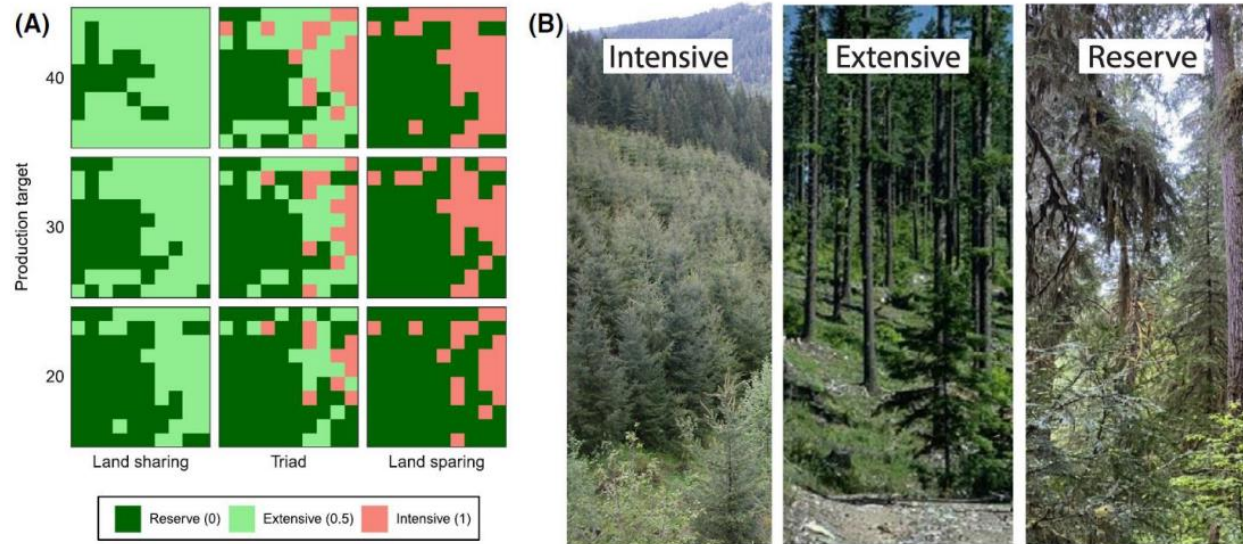 (A)
Production target
40
30
20
Land sharing
Triad
Land sparing
Reserve (0)
Extensive (0.5)
Intensive (1)
(B)
Intensive
Extensive
Reserve